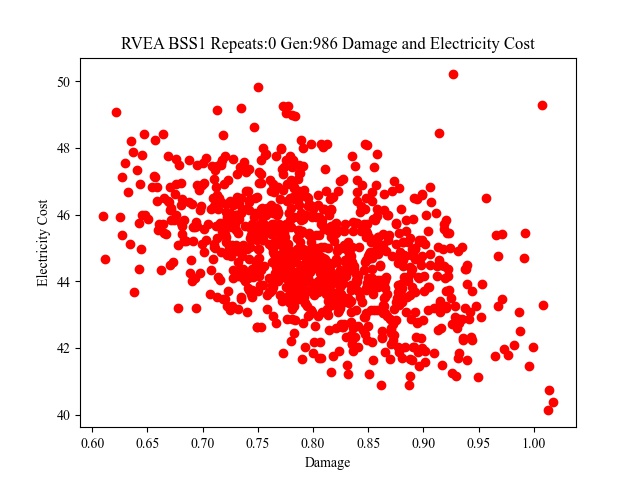 RVEA BSS1 Repeats:0 Gen:986 Damage and Electricity Cost
Electricity Cost
50
48
46
44
42
40
0.60 0.65 0.70 0.75 0.80 0.85 0.90 0.95 1.00
Damage